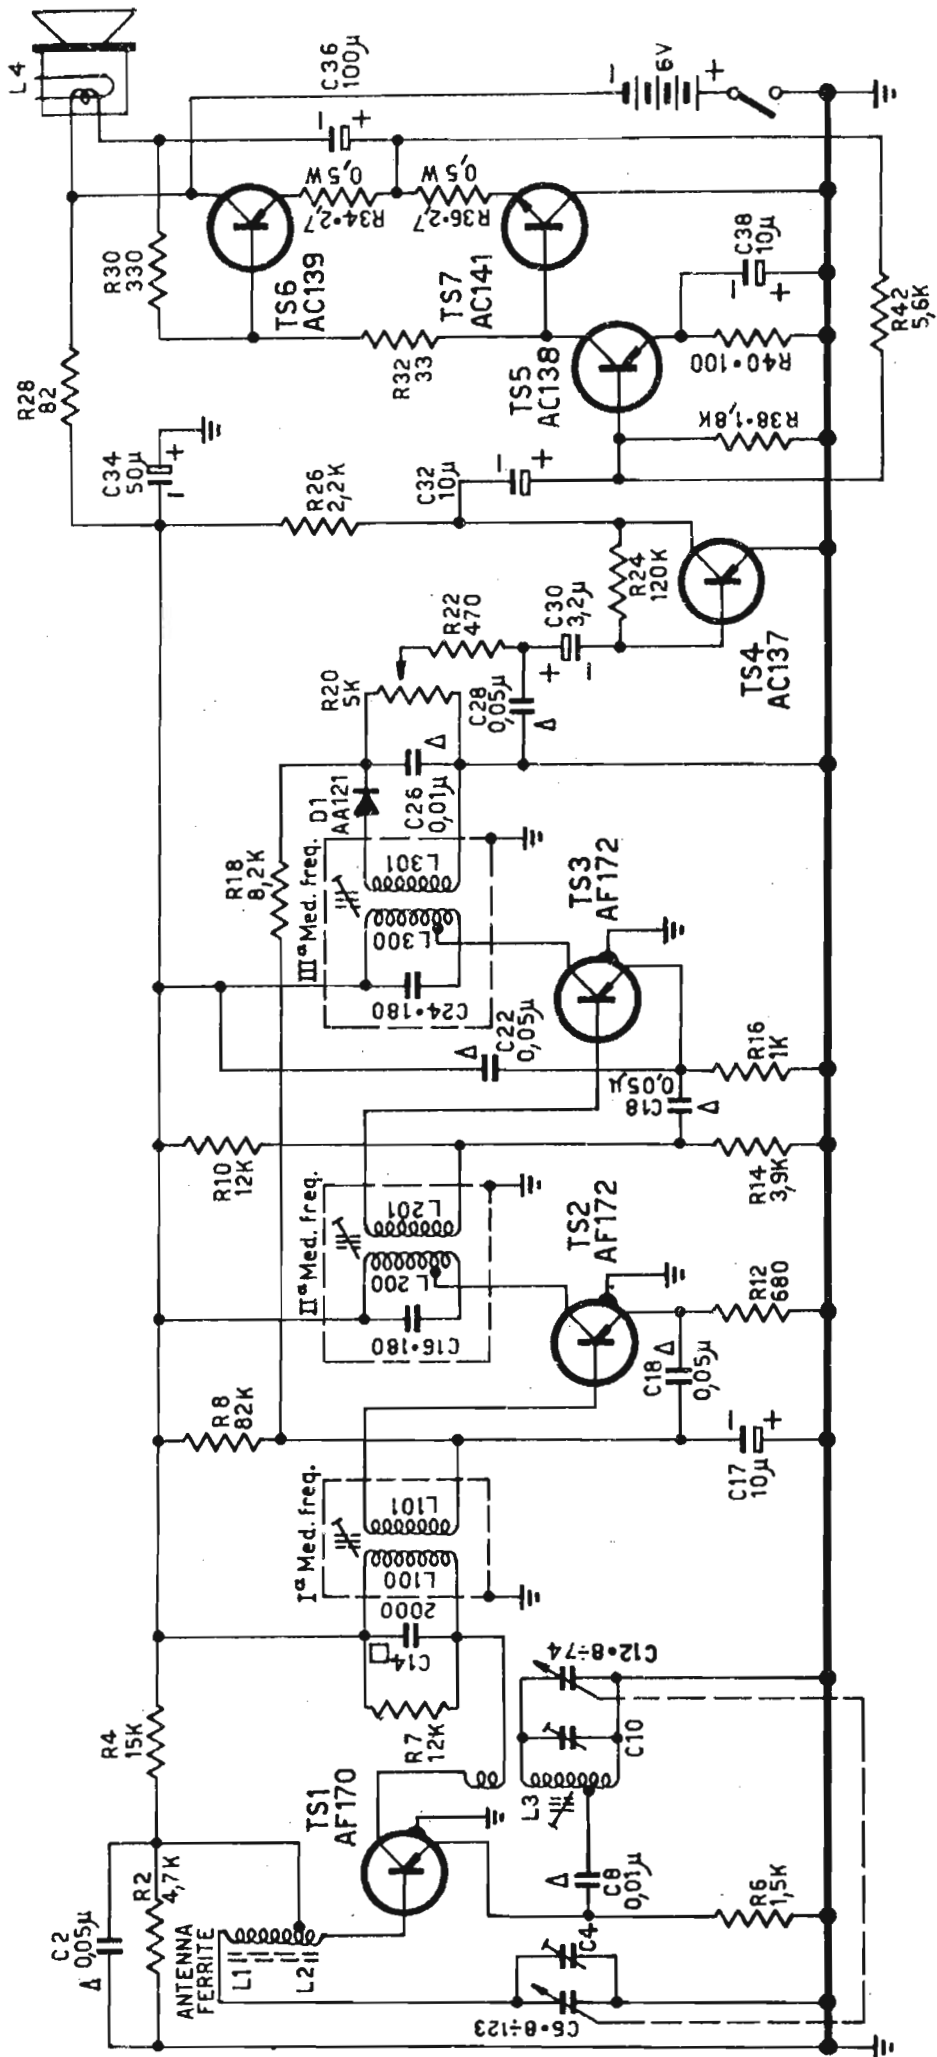 C2
0,05µ
Δ
R2
4,7K
ANTENNA
FERRITE
L1
L2
R4
15K
TS1
AF170
R7
12K
C14
2000
L100
L101
Iª Med. freq.
L3
C10
C12•8÷74
C8
0,01µ
Δ
C4
C6•8÷123
R6
1,5K
R8
82K
C17
10µ
-
+
C18
0,05µ
Δ
R12
680
TS2
AF172
IIª Med. freq.
C16•180
L200
L201
R10
12K
R14
3,9K
C18
0,05µ
Δ
R16
1K
C22
0,05µ
Δ
TS3
AF172
IIIª Med. freq.
C24•180
L300
L301
R18
8,2K
D1
AA121
C26
0,01µ
Δ
R20
5K
C28
0,05µ
Δ
R22
470
C30
3,2µ
+
-
R24
120K
TS4
AC137
R26
2,2K
C32
10µ
-
+
C34
50µ
-
+
R28
82
R30
330
R32
33
TS5
AC138
R38•1,8K
R40•100
C38
10µ
-
+
R42
5,6K
TS6
AC139
TS7
AC141
R34•2,7
0,5W
R36•2,7
0,5W
C36
100µ
-
+
L4
-
6V
+